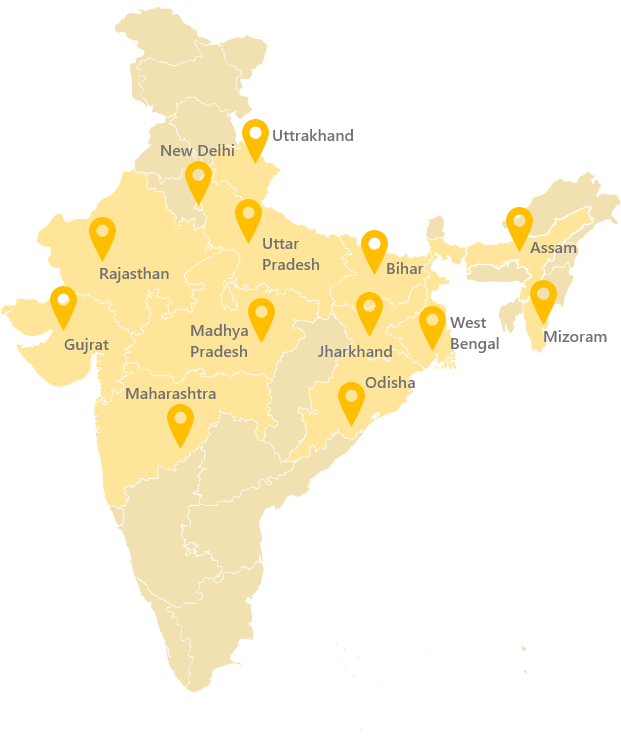 Uttrakhand
New Delhi
Uttar
Pradesh
Assam
Bihar
Rajasthan
West
Bengal
Madhya
Pradesh
Mizoram
Gujrat
Jharkhand
Odisha
Maharashtra